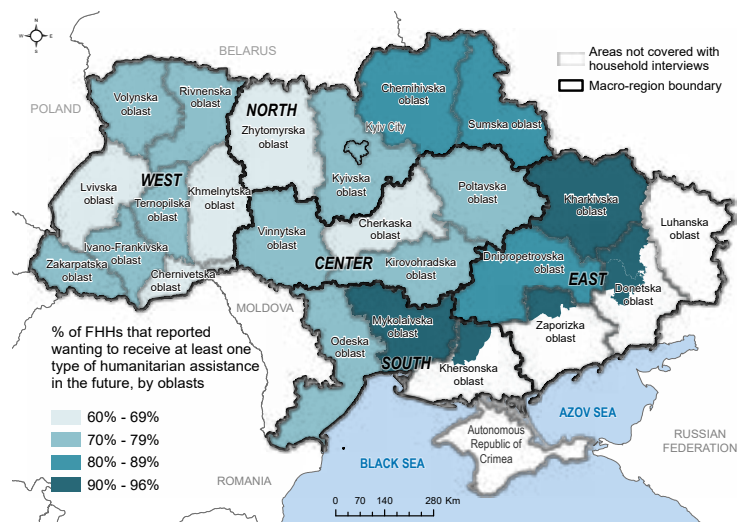 N
W
E
S
BELARUS
POLAND
Areas not covered with
household interviews
Macro-region boundary
Volynska
oblast
Rivnenska
oblast
NORTH
Zhytomyrska
oblast
Kyiv City
Kyivska
oblast
Chernihivska
oblast
Sumska oblast
Lvivska
oblast
WEST
Ternopilska
oblast
Khmelnytska
oblast
Poltavska
oblast
Kharkivska
oblast
Luhanska
oblast
Cherkaska
oblast
Vinnytska
oblast
Ivano-Frankivska
oblast
Zakarpatska
oblast
Chernivetska
oblast
CENTER
Kirovohradska
oblast
Dnipropetrovska
oblast
EAST
Donetska
oblast
MOLDOVA
Mykolaivska
oblast
Odeska
oblast
SOUTH
Zaporizka
oblast
Khersonska
oblast
% of FHHs that reported
wanting to receive at least one
type of humanitarian assistance
in the future, by oblasts
60% - 69%
70% - 79%
80% - 89%
90% - 96%
AZOV SEA
Autonomous
Republic of
Crimea
BLACK SEA
RUSSIAN
FEDERATION
ROMANIA
0 70 140 280 Km